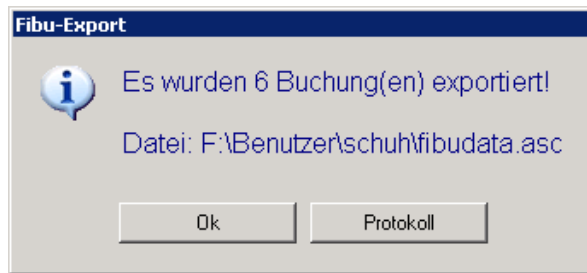 Fibu-Export
Es wurden 6 Buchung(en) exportiert!
Datei: F:\Benutzer\schuh\fibudata.asc
Ok
Protokoll